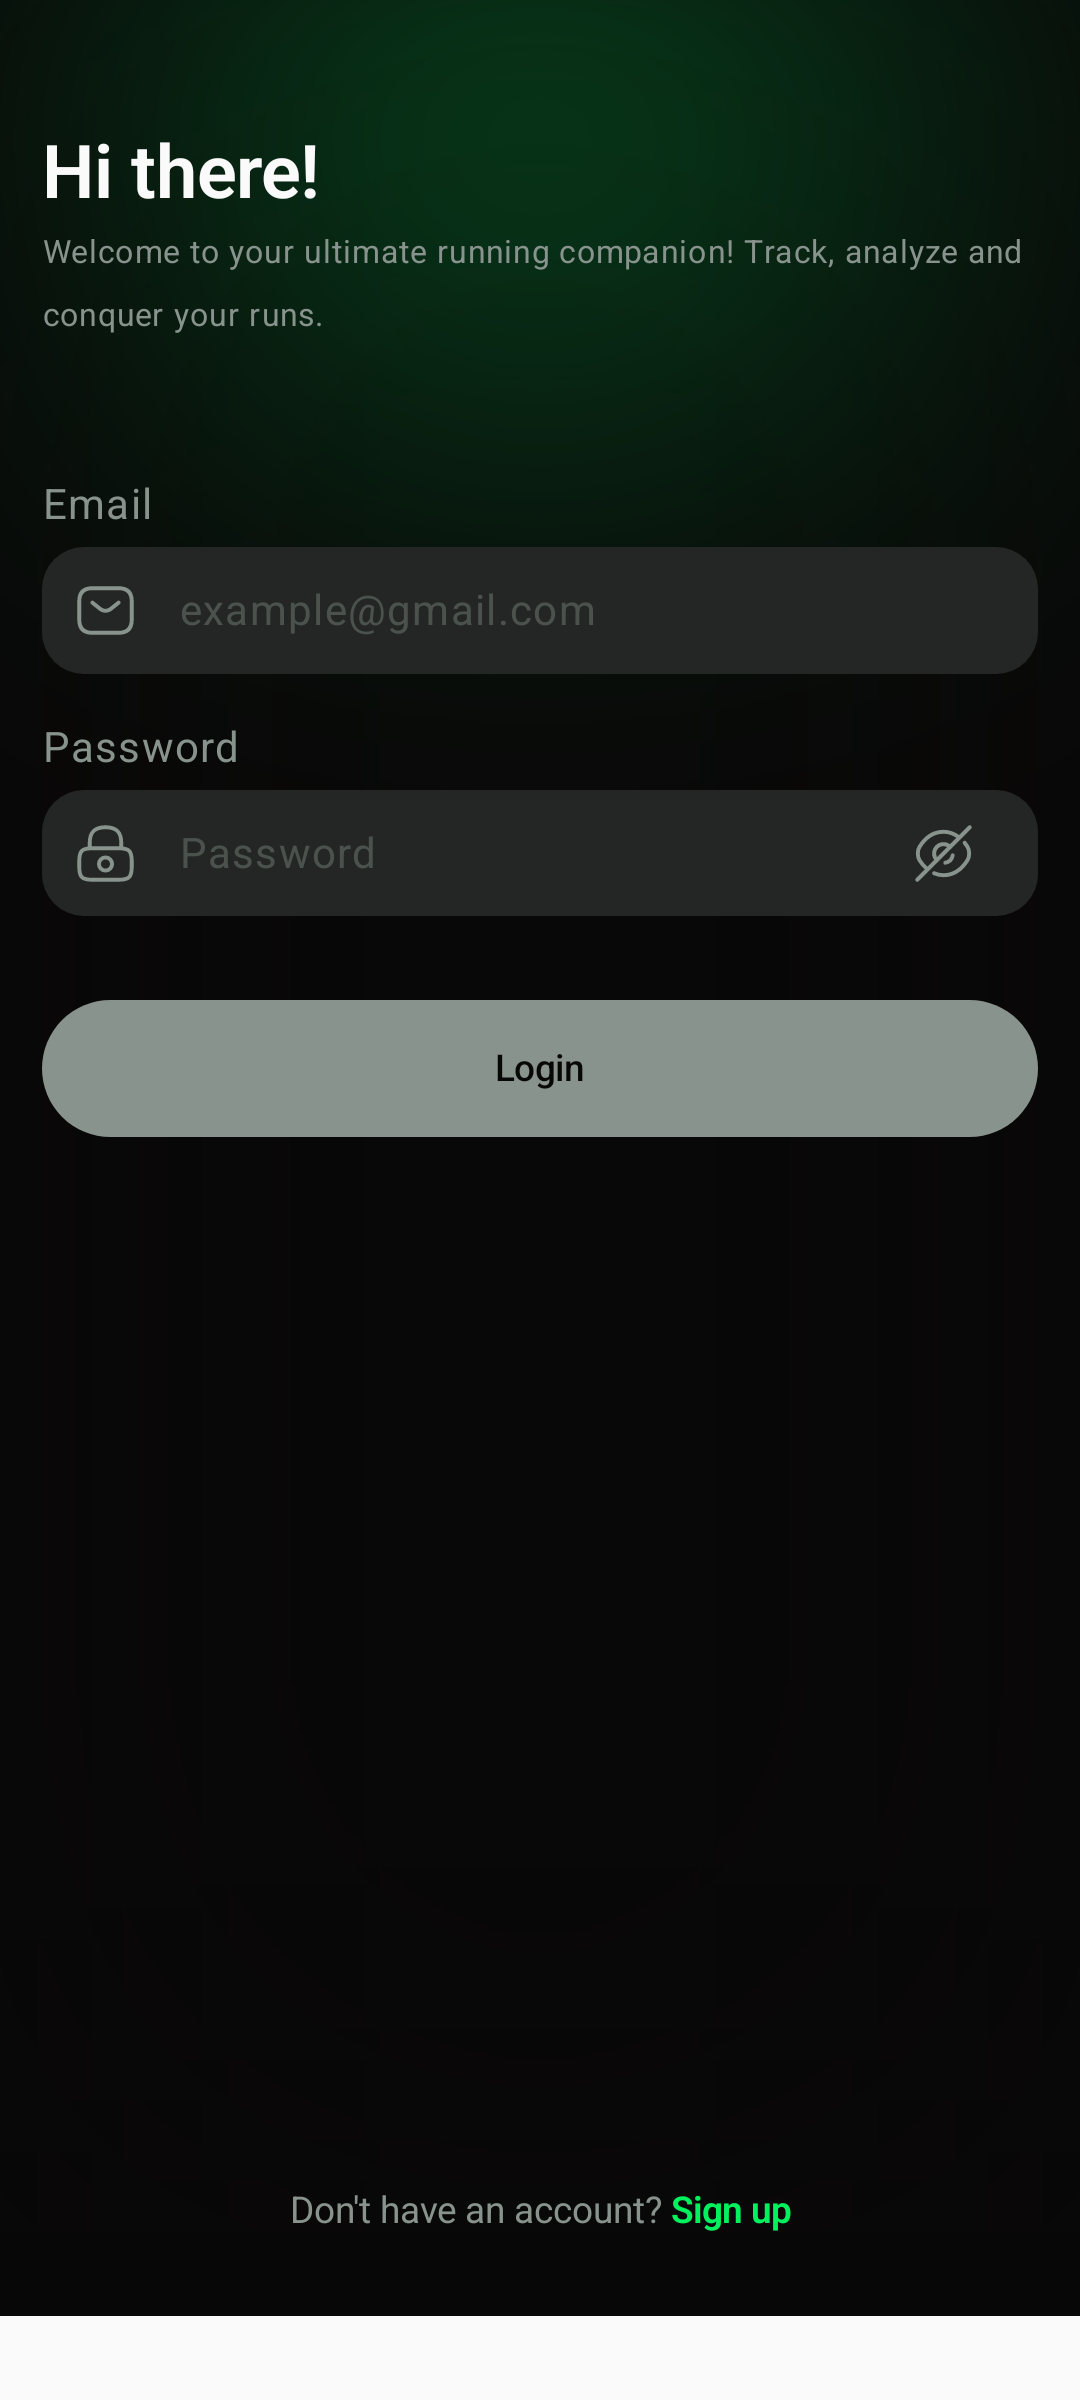 Hi there!
Welcome to your ultimate running companion! Track, analyze and
conquer your runs.
Email
example@gmail.com
Password
Password
Login
Don't have an account? Sign up